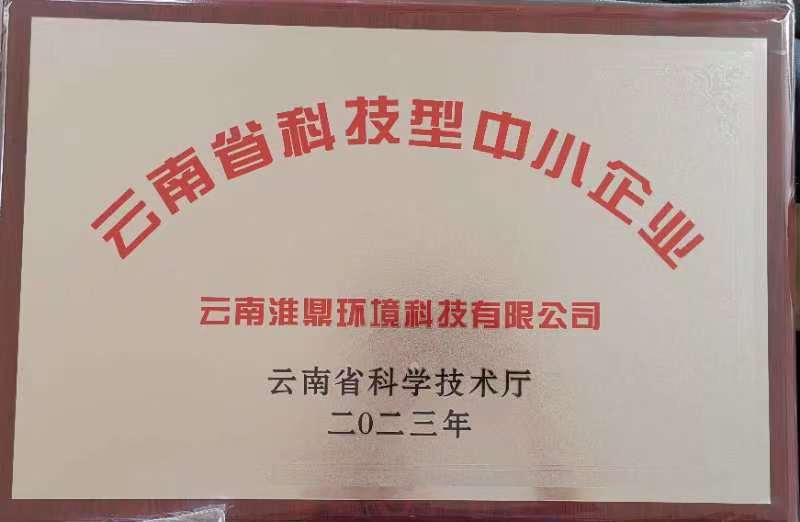 云南省科技型中小企业
云南淮鼎环境科技有限公司
云南省科学技术厅
二0二三年